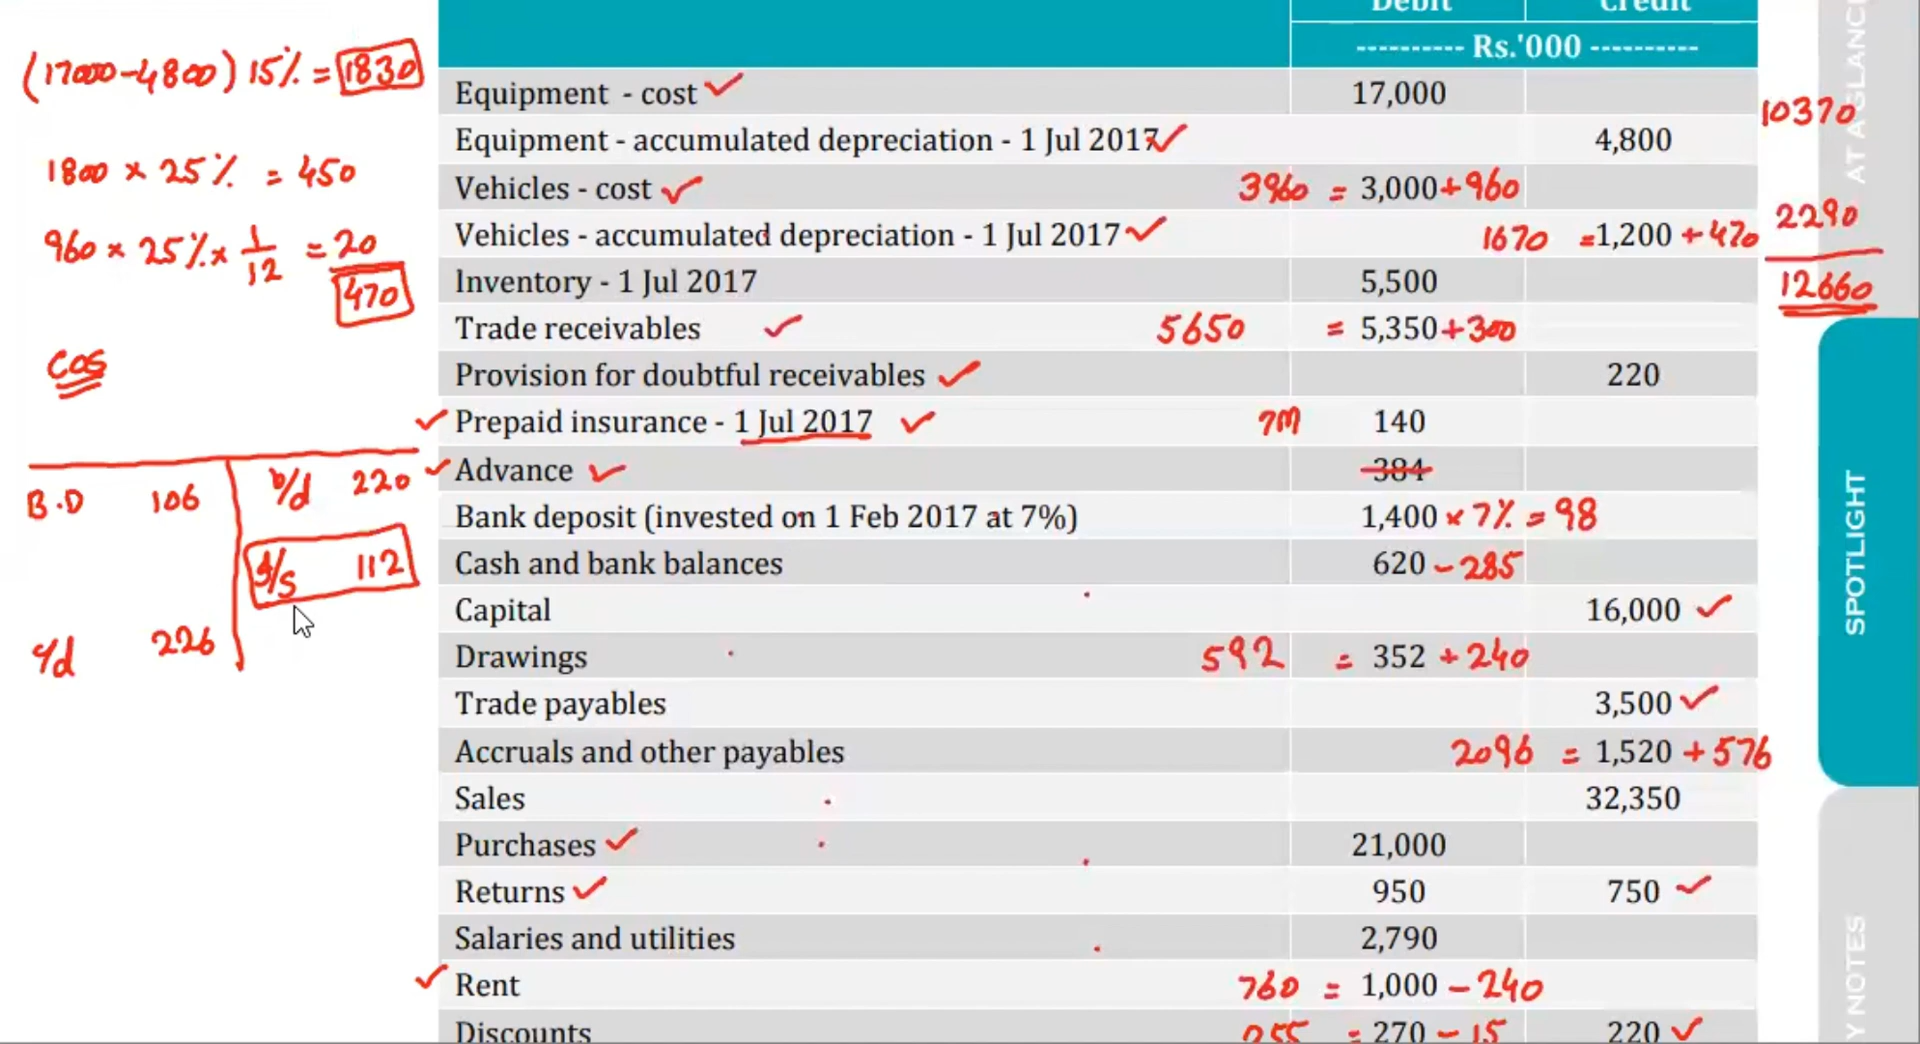 Debit Credit
---------- Rs.'000 ----------
(17000-4800) 15% = 1830
Equipment - cost ✓ 17,000
10370
Equipment - accumulated depreciation - 1 Jul 2017 ✓ 4,800
1800 × 25% = 450
Vehicles - cost ✓ 3960 = 3,000 +960
2290
960 × 25% × 1/12 = 20
Vehicles - accumulated depreciation - 1 Jul 2017 ✓ 1670 = 1,200 + 470
470
Inventory - 1 Jul 2017 5,500
12660
Trade receivables ✓ 5650 = 5,350 +300
COS
Provision for doubtful receivables ✓ 220
✓ Prepaid insurance - 1 Jul 2017 ✓ 7M 140
✓ Advance ✓ 384
B.D 106 b/d 220
Bank deposit (invested on 1 Feb 2017 at 7%) 1,400 × 7% = 98
Cash and bank balances 620 - 285
112
Capital 16,000 ✓
c/d 226
Drawings 592 = 352 + 240
Trade payables 3,500 ✓
Accruals and other payables 2096 = 1,520 + 576
Sales 32,350
Purchases ✓ 21,000
Returns ✓ 950 750 ✓
Salaries and utilities 2,790
✓ Rent 760 = 1,000 - 240
Discounts 255 = 270 - 15 220 ✓
AT A GLANCE
SPOTLIGHT
Y NOTES